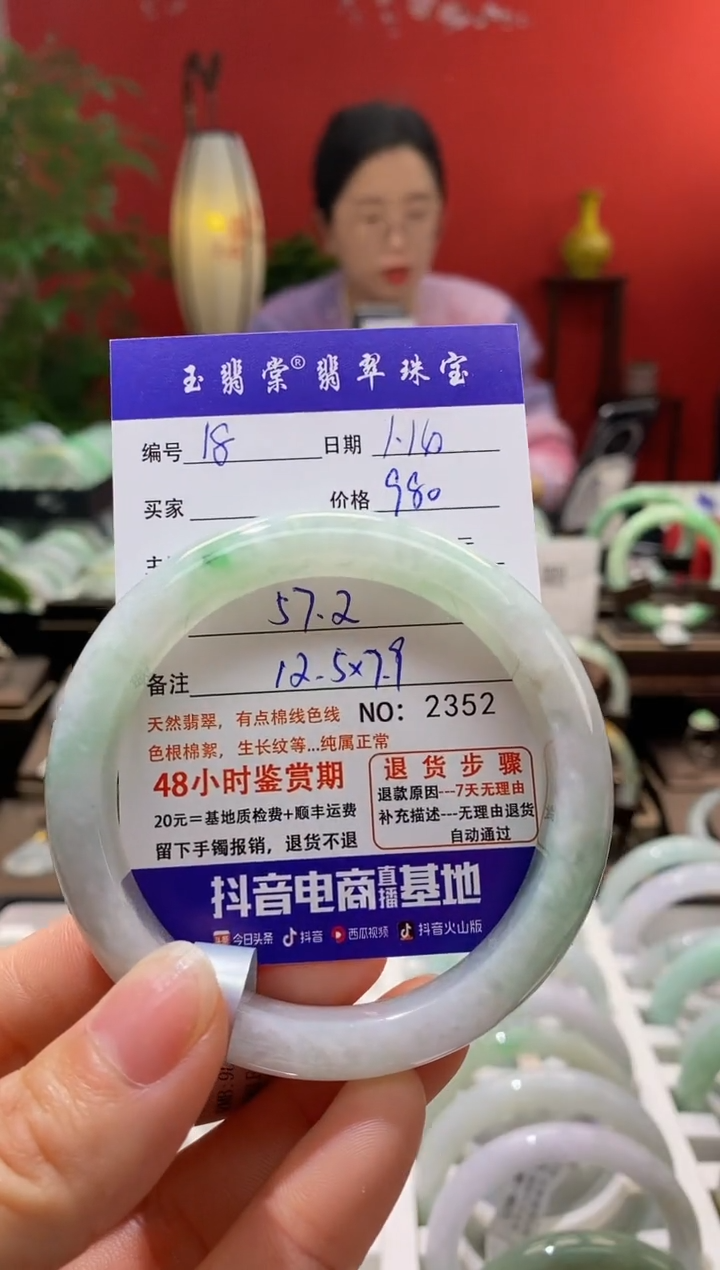 玉翡棠®翡翠珠宝
编号 18 日期 1.16
买家 价格 980
57.2
备注 12.5×7.9
天然翡翠，有点棉线色线 NO: 2352
色根棉絮，生长纹等...纯属正常
48小时鉴赏期
20元＝基地质检费+顺丰运费
留下手镯报销，退货不退
退货步骤
退款原因---7天无理由
补充描述---无理由退货
自动通过
抖音电商直播基地
今日头条 抖音 西瓜视频 抖音火山版